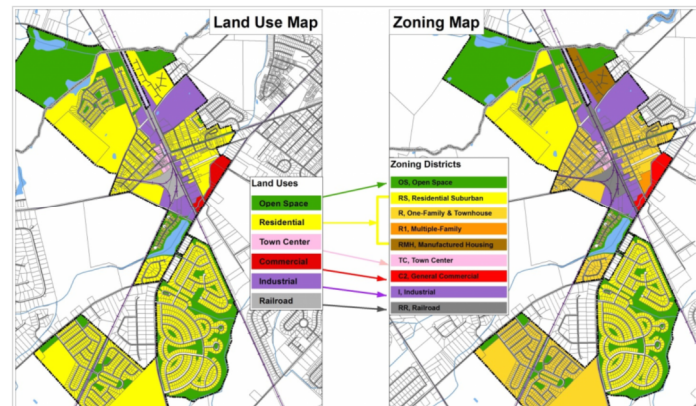 Land Use Map
Zoning Map
Land Uses
Open Space
Residential
Town Center
Commercial
Industrial
Railroad
Zoning Districts
OS, Open Space
RS, Residential Suburban
R, One-Family & Townhouse
R1, Multiple-Family
RMH, Manufactured Housing
TC, Town Center
C2, General Commercial
I, Industrial
RR, Railroad